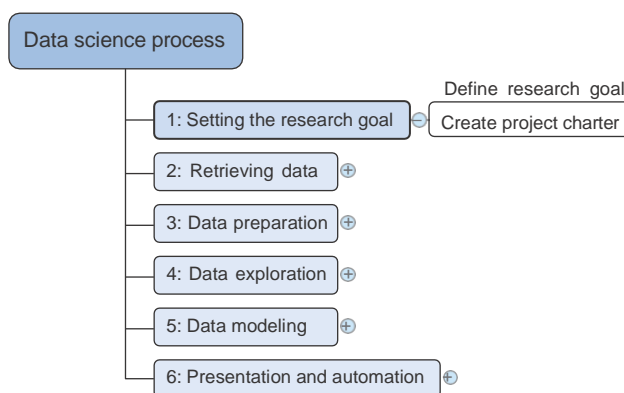 Data science process
Define research goal
1: Setting the research goal
Create project charter
2: Retrieving data
3: Data preparation
4: Data exploration
5: Data modeling
6: Presentation and automation